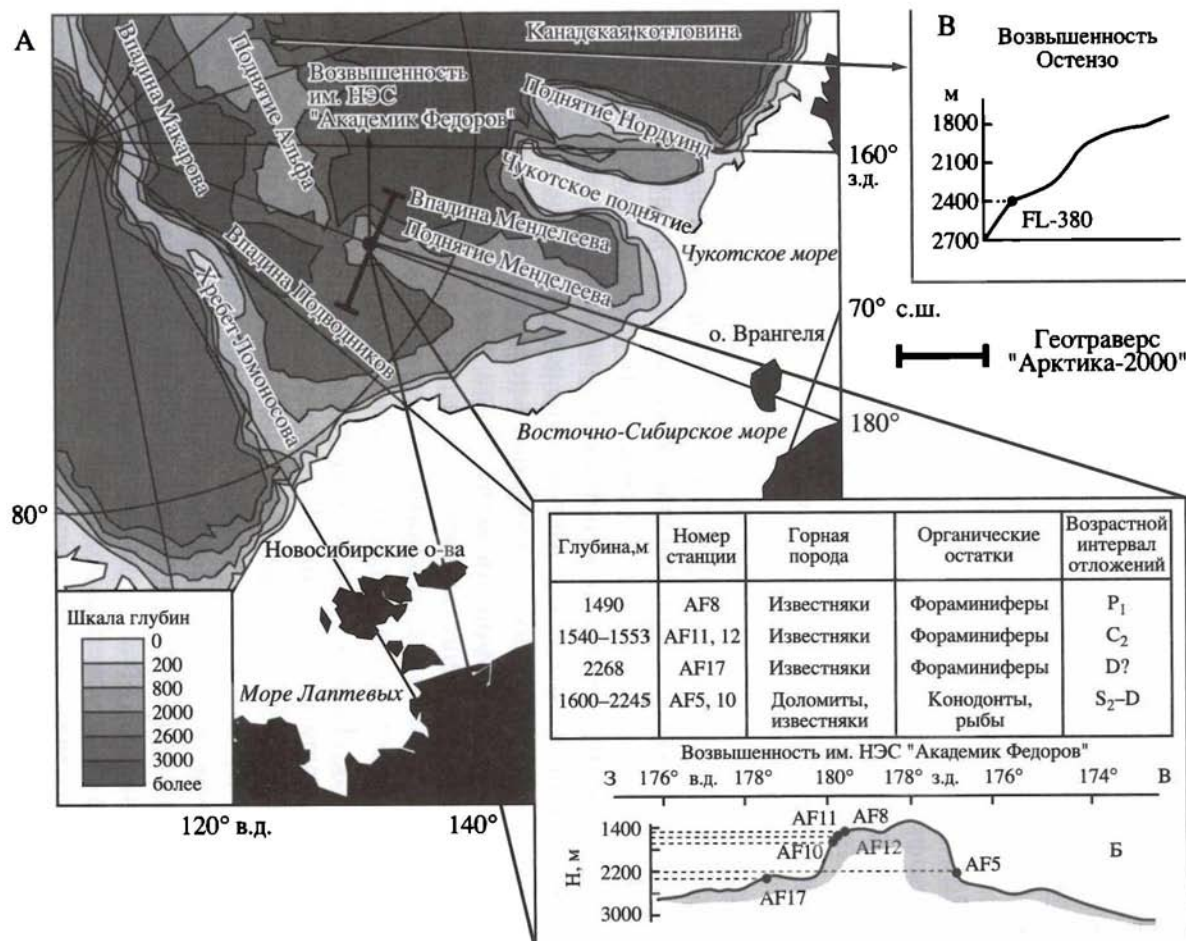 А
Впадина Макарова
Поднятие Альфа
Канадская котловина
Возвышенность
им. НЭС
"Академик Федоров"
Поднятие Нордуинд
Чукотское поднятие
Впадина Менделеева
Поднятие Менделеева
Впадина Подводников
Хребет Ломоносова
Чукотское море
160°
з.д.
70° с.ш.
о. Врангеля
180°
Восточно-Сибирское море
80°
Новосибирские о-ва
Море Лаптевых
120° в.д.
140°
Шкала глубин
0
200
800
2000
2600
3000
более
В
Возвышенность
Остензо
м
1800
2100
2400
2700
FL-380
Геотраверс
"Арктика-2000"
Глубина,м Номер станции Горная порода Органические остатки Возрастной интервал отложений
1490 AF8 Известняки Фораминиферы P₁
1540–1553 AF11, 12 Известняки Фораминиферы C₂
2268 AF17 Известняки Фораминиферы D?
1600–2245 AF5, 10 Доломиты, известняки Конодонты, рыбы S₂–D
Возвышенность им. НЭС "Академик Федоров"
З 176° в.д. 178° 180° 178° з.д. 176° 174° В
Н, м
1400
2200
3000
AF11 AF8
AF10 AF12
AF5
AF17
Б